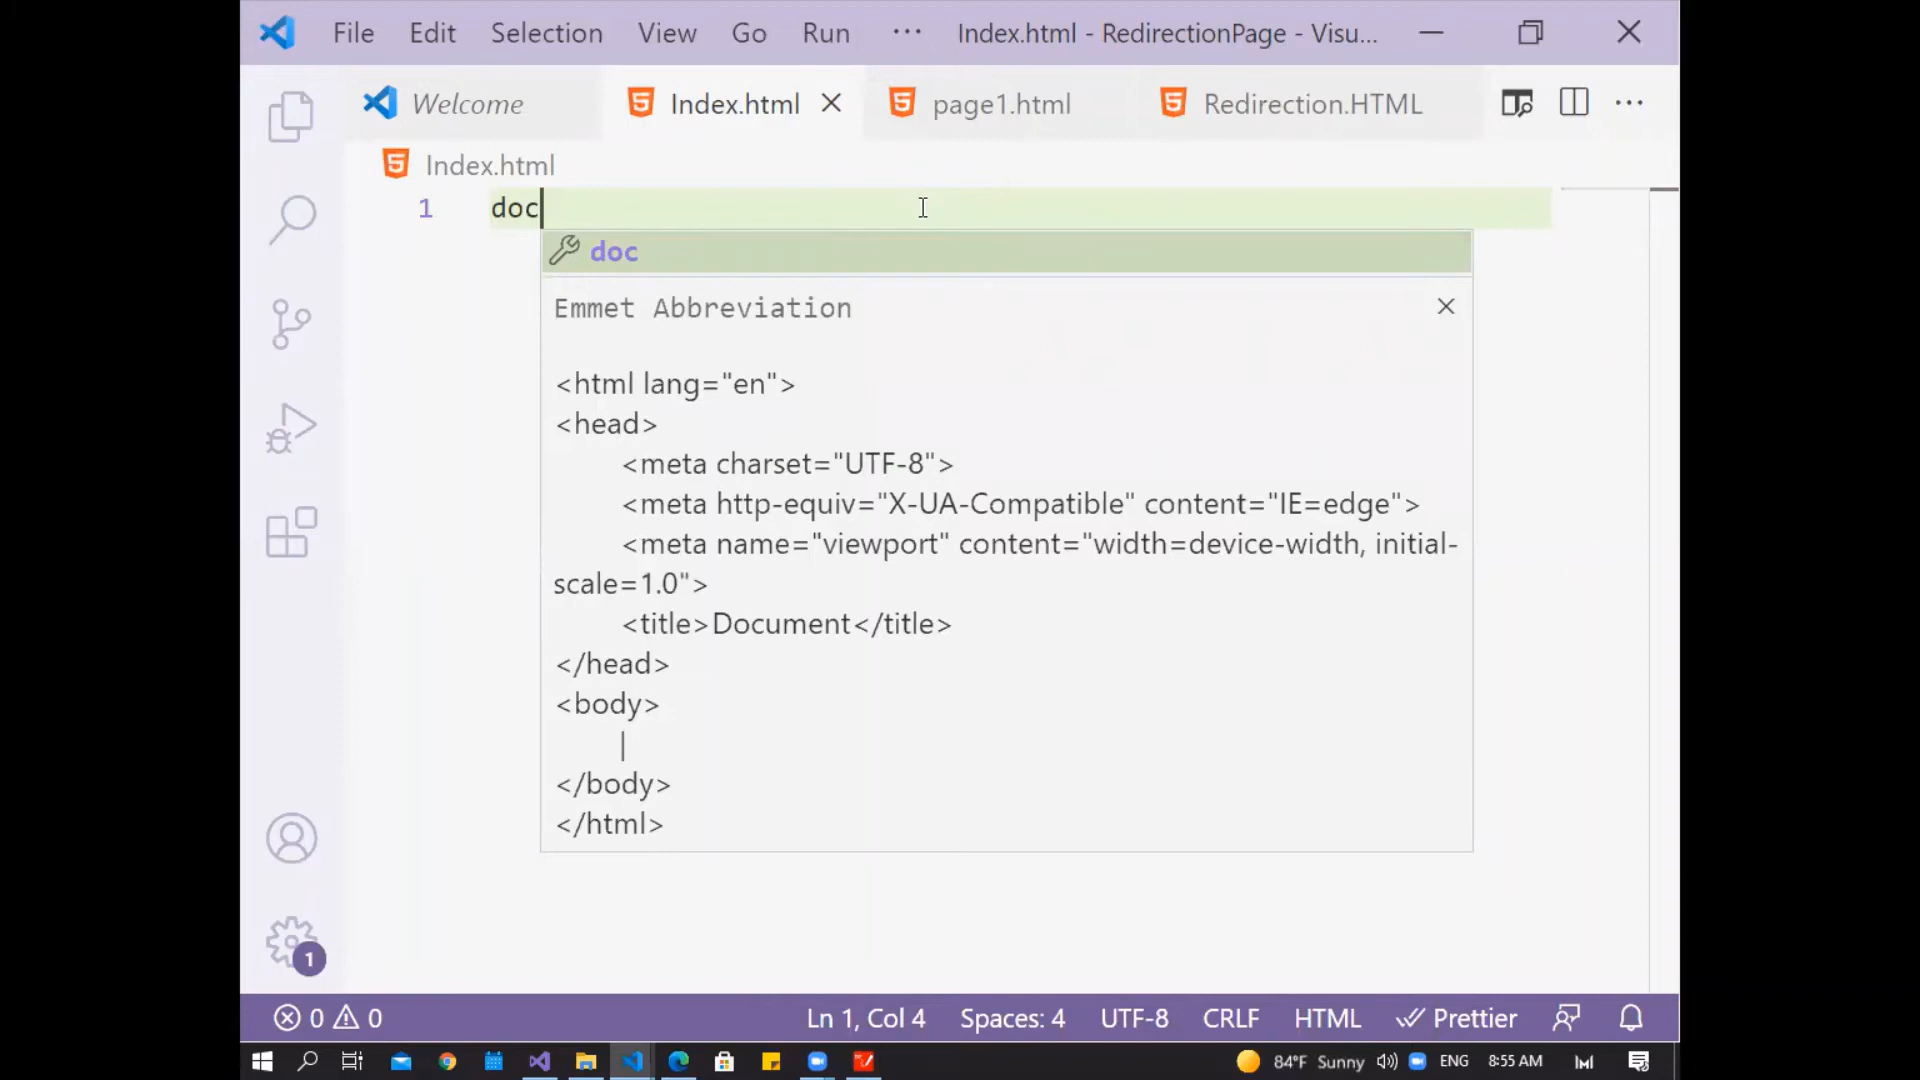 File Edit Selection View Go Run ··· Index.html - RedirectionPage - Visu...
Welcome Index.html page1.html Redirection.HTML
Index.html
1 doc
doc
Emmet Abbreviation
<html lang="en">
<head>
<meta charset="UTF-8">
<meta http-equiv="X-UA-Compatible" content="IE=edge">
<meta name="viewport" content="width=device-width, initial-
scale=1.0">
<title>Document</title>
</head>
<body>
|
</body>
</html>
1
0 0 Ln 1, Col 4 Spaces: 4 UTF-8 CRLF HTML Prettier
84°F Sunny ENG 8:55 AM